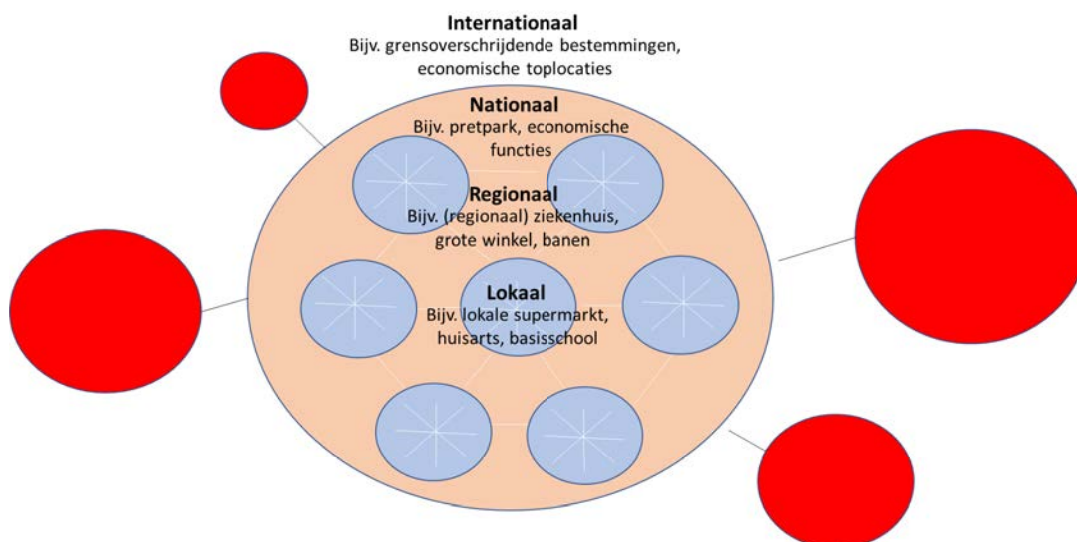 Internationaal
Bijv. grensoverschrijdende bestemmingen,
economische toplocaties
Nationaal
Bijv. pretpark, economische
functies
Regionaal
Bijv. (regionaal) ziekenhuis,
grote winkel, banen
Lokaal
Bijv. lokale supermarkt,
huisarts, basisschool